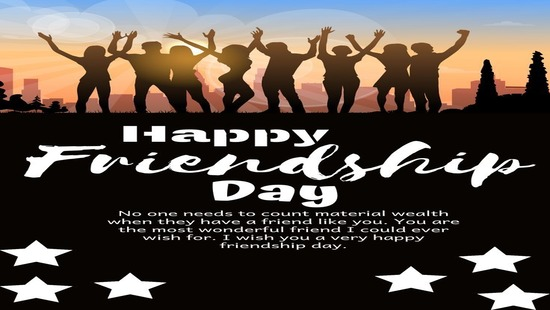 Happy
Friendship
Day
No one needs to count material wealth
when they have a friend like you. You are
the most wonderful friend I could ever
wish for. I wish you a very happy
friendship day.